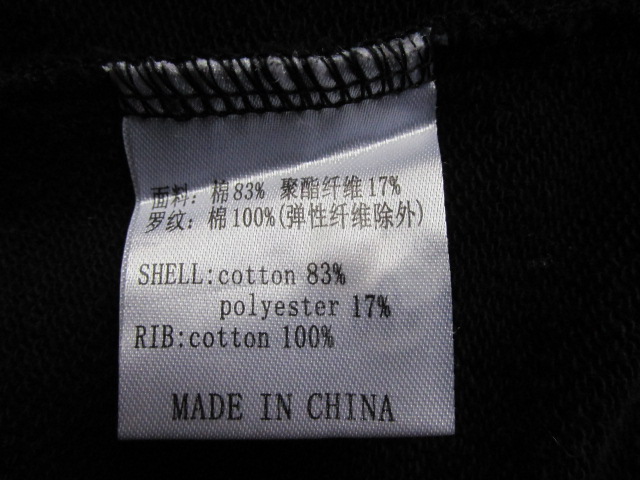 面料：棉83% 聚酯纤维17%
罗纹：棉100%(弹性纤维除外)
SHELL:cotton 83%
polyester 17%
RIB:cotton 100%
MADE IN CHINA